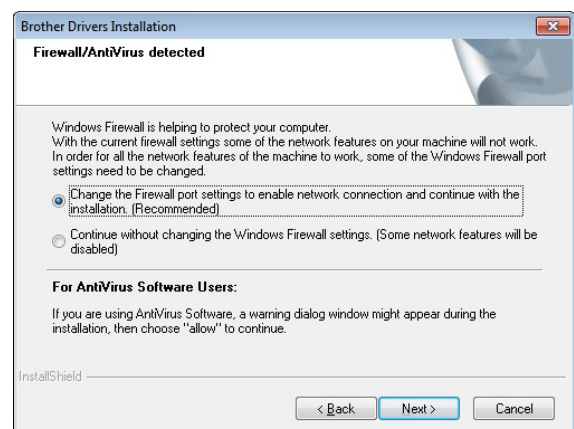 Brother Drivers Installation
Firewall/AntiVirus detected
Windows Firewall is helping to protect your computer.
With the current firewall settings some of the network features on your machine will not work.
In order for all the network features of the machine to work, some of the Windows Firewall port
settings need to be changed.
Change the Firewall port settings to enable network connection and continue with the
installation. (Recommended)
Continue without changing the Windows Firewall settings. (Some network features will be
disabled)
For AntiVirus Software Users:
If you are using AntiVirus Software, a warning dialog window might appear during the
installation, then choose "allow" to continue.
InstallShield
< Back Next > Cancel